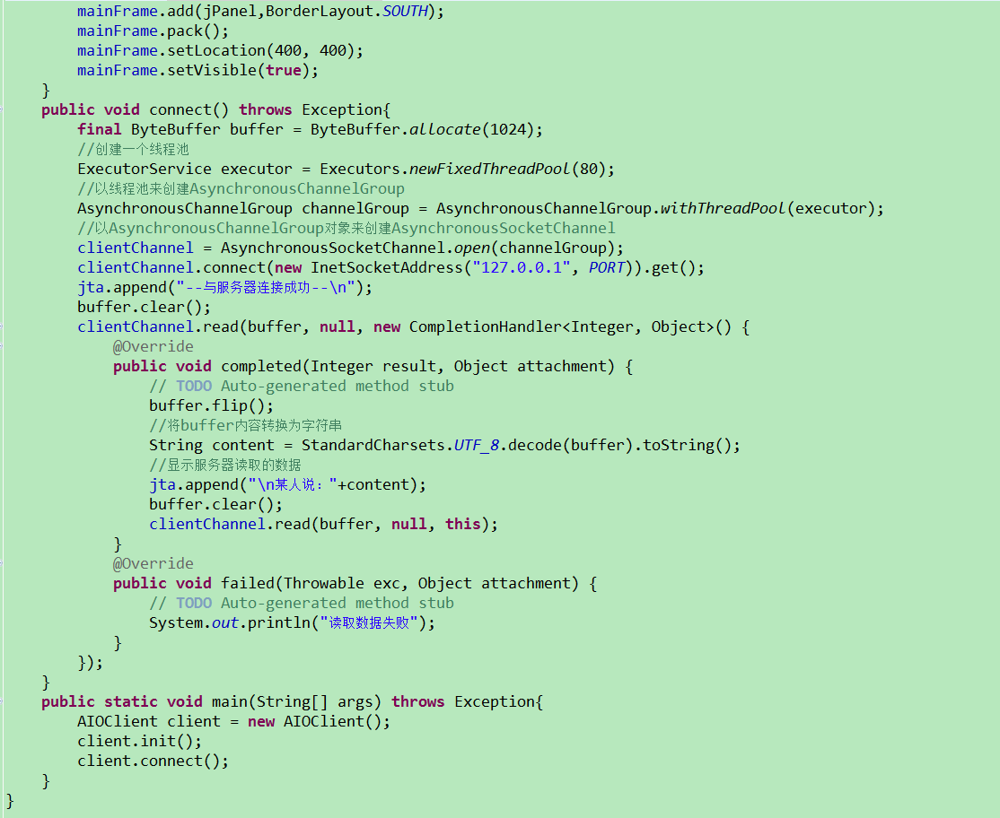 mainFrame.add(jPanel,BorderLayout.SOUTH);
mainFrame.pack();
mainFrame.setLocation(400, 400);
mainFrame.setVisible(true);
}
public void connect() throws Exception{
final ByteBuffer buffer = ByteBuffer.allocate(1024);
//创建一个线程池
ExecutorService executor = Executors.newFixedThreadPool(80);
//以线程池来创建AsynchronousChannelGroup
AsynchronousChannelGroup channelGroup = AsynchronousChannelGroup.withThreadPool(executor);
//以AsynchronousChannelGroup对象来创建AsynchronousSocketChannel
clientChannel = AsynchronousSocketChannel.open(channelGroup);
clientChannel.connect(new InetSocketAddress("127.0.0.1", PORT)).get();
jta.append("--与服务器连接成功--\n");
buffer.clear();
clientChannel.read(buffer, null, new CompletionHandler<Integer, Object>() {
@Override
public void completed(Integer result, Object attachment) {
// TODO Auto-generated method stub
buffer.flip();
//将buffer内容转换为字符串
String content = StandardCharsets.UTF_8.decode(buffer).toString();
//显示服务器读取的数据
jta.append("\n某人说："+content);
buffer.clear();
clientChannel.read(buffer, null, this);
}
@Override
public void failed(Throwable exc, Object attachment) {
// TODO Auto-generated method stub
System.out.println("读取数据失败");
}
});
}
public static void main(String[] args) throws Exception{
AIOClient client = new AIOClient();
client.init();
client.connect();
}
}